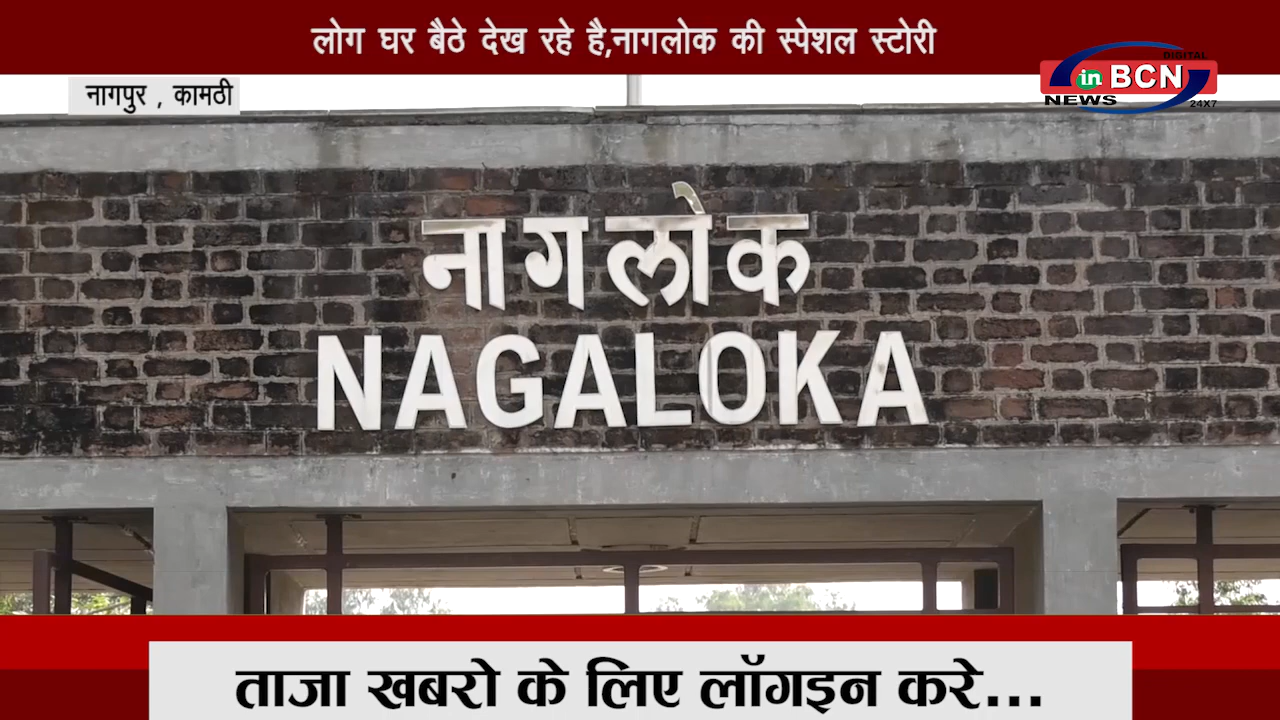 लोग घर बैठे देख रहे है,नागलोक की स्पेशल स्टोरी
नागपुर , कामठी
DIGITAL
in BCN
NEWS 24X7
नागलोक
NAGALOKA
ताजा खबरो के लिए लॉगइन करे...